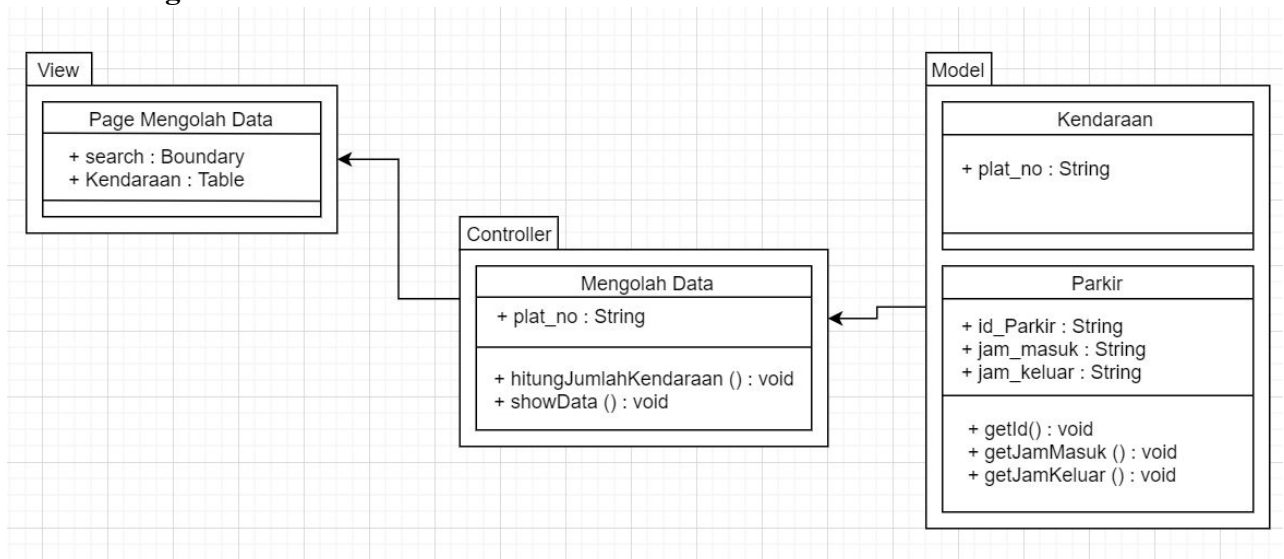 View
Page Mengolah Data
+ search : Boundary
+ Kendaraan : Table
Controller
Mengolah Data
+ plat_no : String
+ hitungJumlahKendaraan () : void
+ showData () : void
Model
Kendaraan
+ plat_no : String
Parkir
+ id_Parkir : String
+ jam_masuk : String
+ jam_keluar : String
+ getId() : void
+ getJamMasuk () : void
+ getJamKeluar () : void